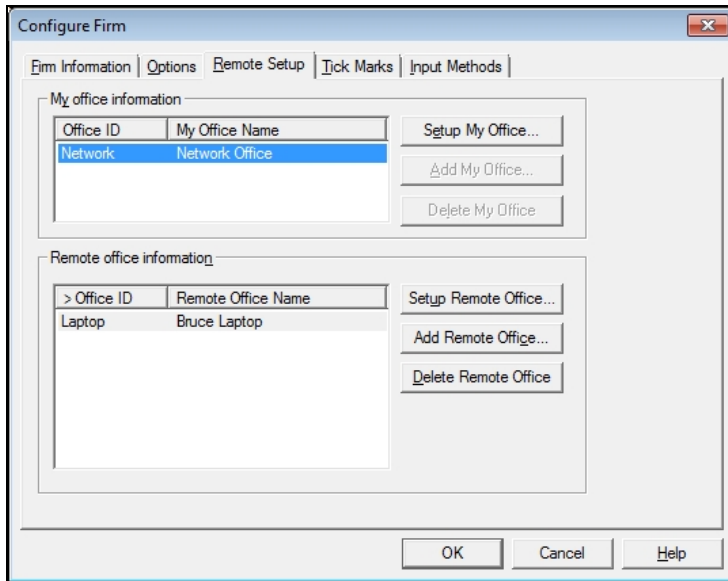 Configure Firm
Firm Information Options Remote Setup Tick Marks Input Methods
My office information
Office ID My Office Name
Network Network Office
Setup My Office...
Add My Office...
Delete My Office
Remote office information
> Office ID Remote Office Name
Laptop Bruce Laptop
Setup Remote Office...
Add Remote Office...
Delete Remote Office
OK Cancel Help